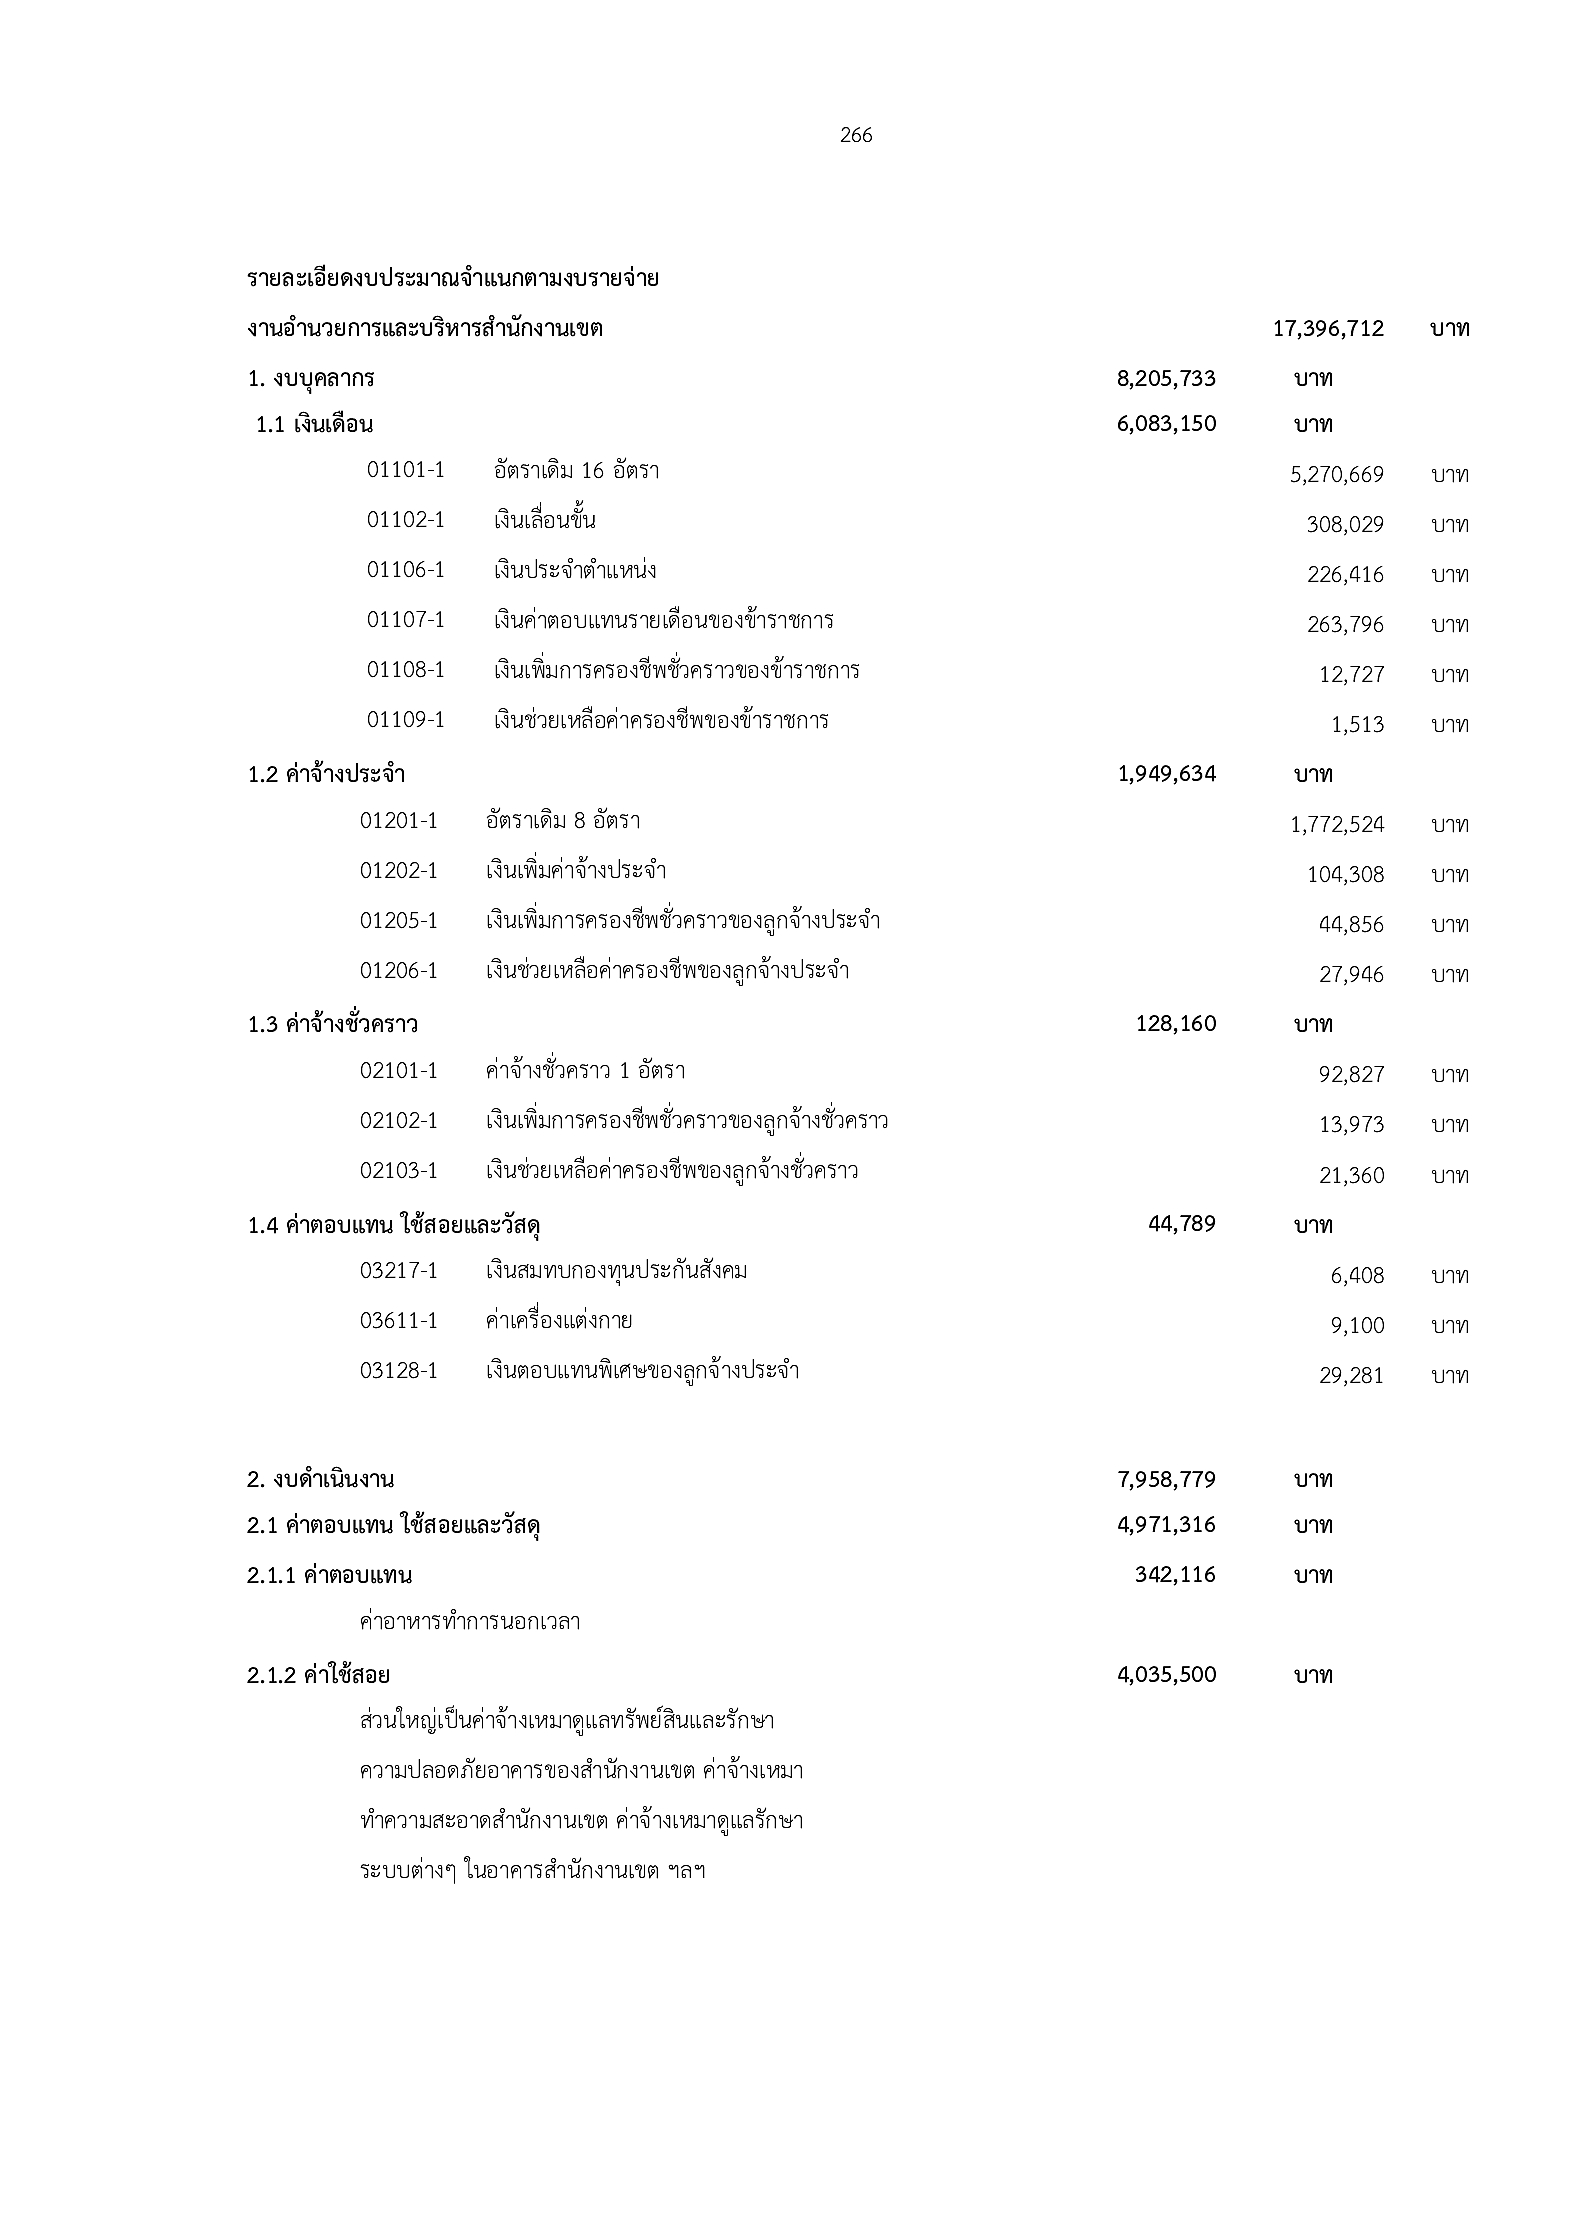 266
รายละเอียดงบประมาณจำแนกตามงบรายจ่าย
งานอำนวยการและบริหารสำนักงานเขต 17,396,712 บาท
1. งบบุคลากร 8,205,733 บาท
1.1 เงินเดือน 6,083,150 บาท
01101-1 อัตราเดิม 16 อัตรา 5,270,669 บาท
01102-1 เงินเลื่อนขั้น 308,029 บาท
01106-1 เงินประจำตำแหน่ง 226,416 บาท
01107-1 เงินค่าตอบแทนรายเดือนของข้าราชการ 263,796 บาท
01108-1 เงินเพิ่มการครองชีพชั่วคราวของข้าราชการ 12,727 บาท
01109-1 เงินช่วยเหลือค่าครองชีพของข้าราชการ 1,513 บาท
1.2 ค่าจ้างประจำ 1,949,634 บาท
01201-1 อัตราเดิม 8 อัตรา 1,772,524 บาท
01202-1 เงินเพิ่มค่าจ้างประจำ 104,308 บาท
01205-1 เงินเพิ่มการครองชีพชั่วคราวของลูกจ้างประจำ 44,856 บาท
01206-1 เงินช่วยเหลือค่าครองชีพของลูกจ้างประจำ 27,946 บาท
1.3 ค่าจ้างชั่วคราว 128,160 บาท
02101-1 ค่าจ้างชั่วคราว 1 อัตรา 92,827 บาท
02102-1 เงินเพิ่มการครองชีพชั่วคราวของลูกจ้างชั่วคราว 13,973 บาท
02103-1 เงินช่วยเหลือค่าครองชีพของลูกจ้างชั่วคราว 21,360 บาท
1.4 ค่าตอบแทน ใช้สอยและวัสดุ 44,789 บาท
03217-1 เงินสมทบกองทุนประกันสังคม 6,408 บาท
03611-1 ค่าเครื่องแต่งกาย 9,100 บาท
03128-1 เงินตอบแทนพิเศษของลูกจ้างประจำ 29,281 บาท
2. งบดำเนินงาน 7,958,779 บาท
2.1 ค่าตอบแทน ใช้สอยและวัสดุ 4,971,316 บาท
2.1.1 ค่าตอบแทน 342,116 บาท
ค่าอาหารทำการนอกเวลา
2.1.2 ค่าใช้สอย 4,035,500 บาท
ส่วนใหญ่เป็นค่าจ้างเหมาดูแลทรัพย์สินและรักษา
ความปลอดภัยอาคารของสำนักงานเขต ค่าจ้างเหมา
ทำความสะอาดสำนักงานเขต ค่าจ้างเหมาดูแลรักษา
ระบบต่างๆ ในอาคารสำนักงานเขต ฯลฯ